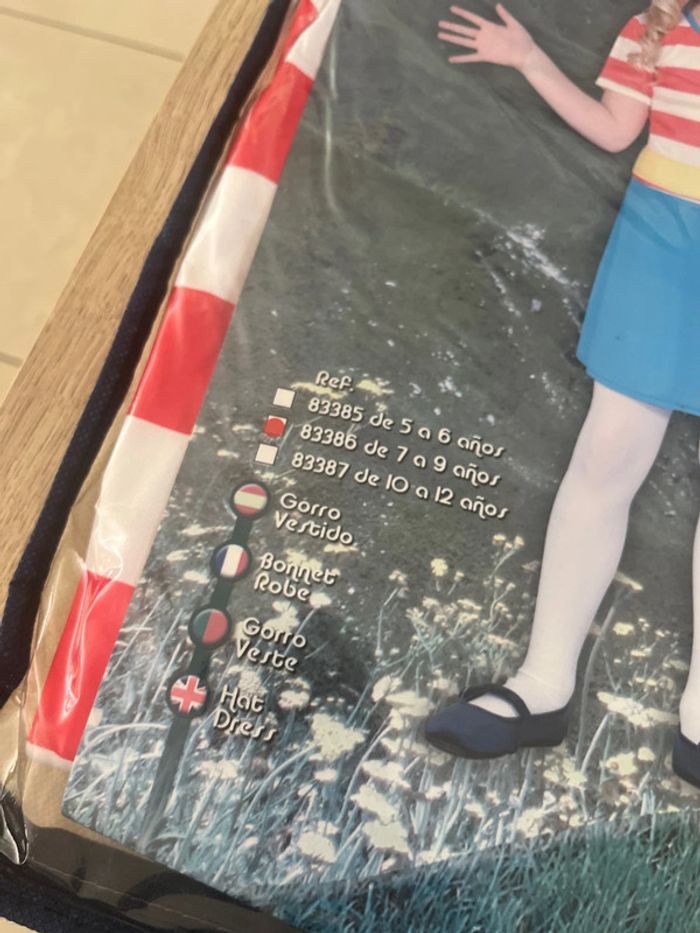 Ref.
83385 de 5 a 6 años
83386 de 7 a 9 años
83387 de 10 a 12 años
Gorro
Vestido
Bonnet
Robe
Gorro
Veste
Hat
Dress